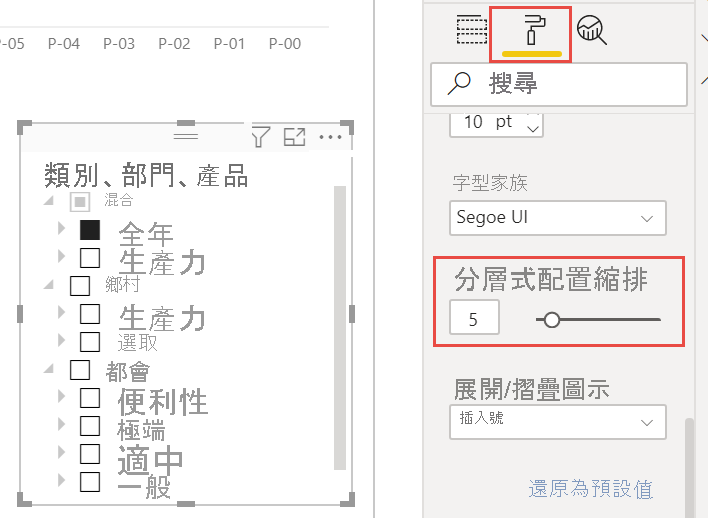 P-05 P-04 P-03 P-02 P-01 P-00
類別、部門、產品
混合
全年
生產力
鄉村
生產力
選取
都會
便利性
極端
適中
一般
搜尋
10 pt
字型家族
Segoe UI
分層式配置縮排
5
展開/摺疊圖示
插入號
還原為預設值